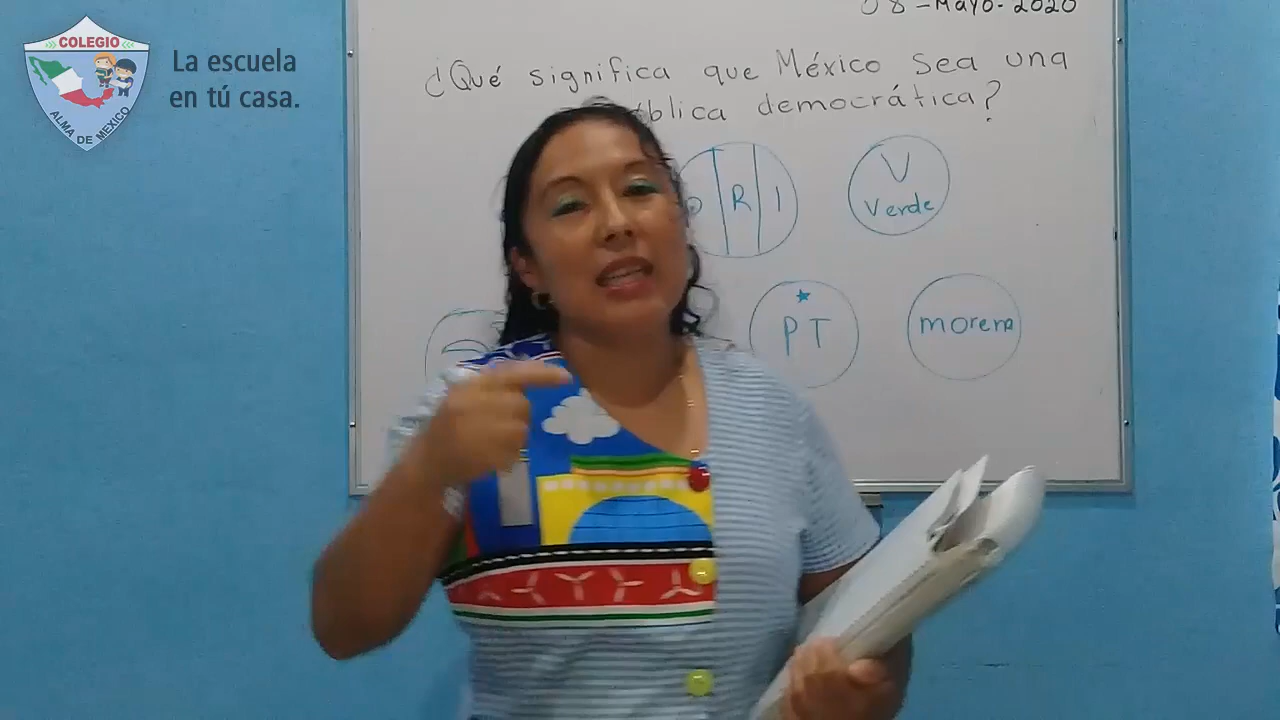 COLEGIO
ALMA DE MEXICO
La escuela
en tú casa.
08-Mayo-2020
¿Qué significa que México sea una
democrática?
R I
V
Verde
PT
morena